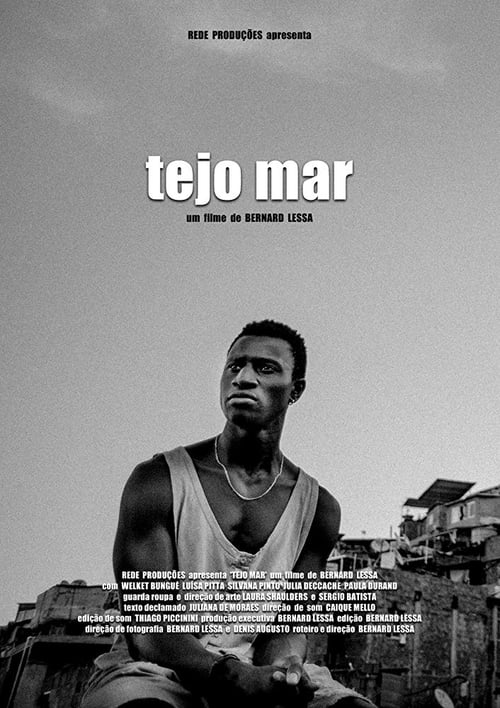 REDE PRODUÇÕES apresenta
tejo mar
um filme de BERNARD LESSA
REDE PRODUÇÕES apresenta "TEJO MAR" um filme de BERNARD LESSA
com WELKET BUNGUÉ LUÍSA PITTA SILVANA PINTO JULIA DECCACHE PAULA DURAND
guarda roupa e direção de arte LAURA SHAULDERS e SERGIO BATISTA
texto declamado JULIANA DE MORAES direção de som CAIQUE MELLO
edição de som THIAGO PICCININI produção executiva BERNARD LESSA edição BERNARD LESSA
direção de fotografia BERNARD LESSA e DENIS AUGUSTO roteiro e direção BERNARD LESSA